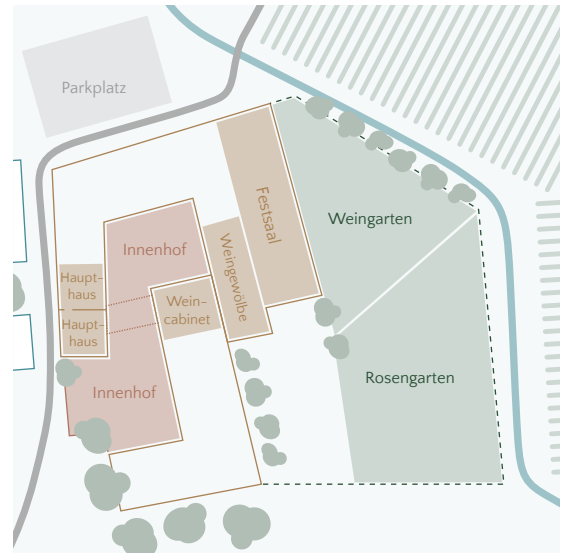 Parkplatz
Festsaal
Weingarten
Innenhof
Weingewölbe
Haupt-
haus
Wein-
cabinet
Haupt-
haus
Rosengarten
Innenhof